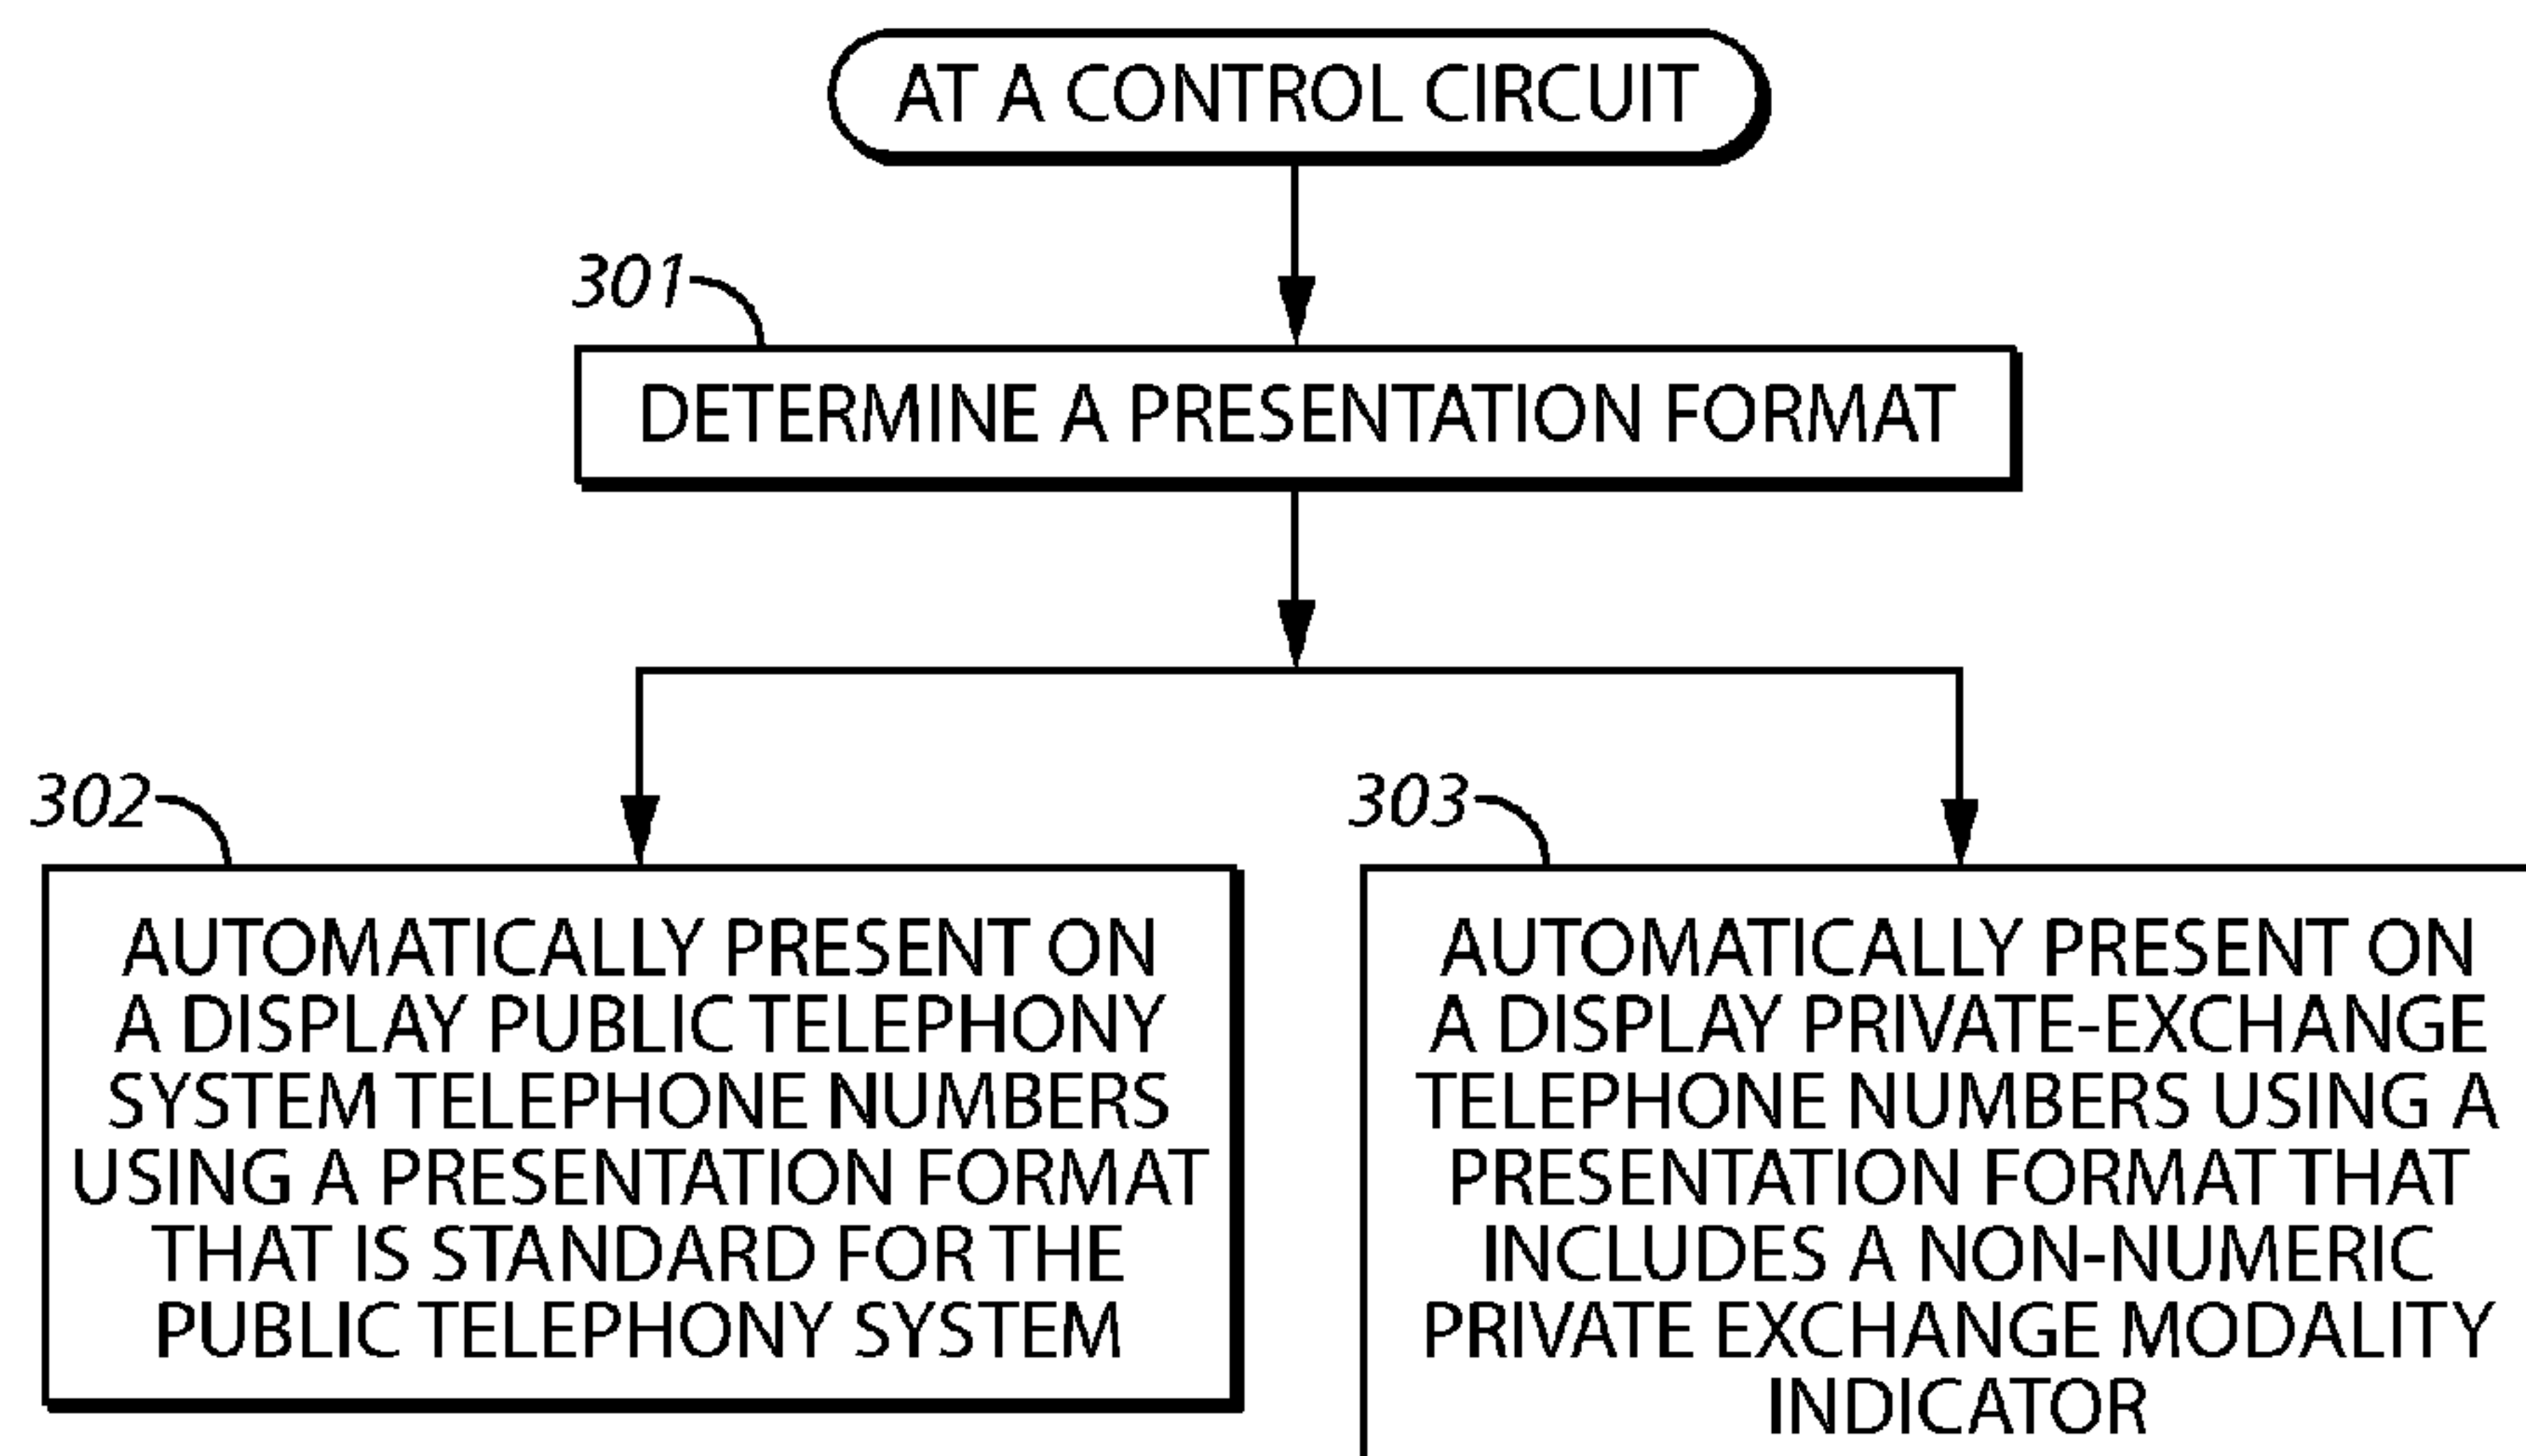 AT A CONTROL CIRCUIT
301
DETERMINE A PRESENTATION FORMAT
302
AUTOMATICALLY PRESENT ON
A DISPLAY PUBLIC TELEPHONY
SYSTEM TELEPHONE NUMBERS
USING A PRESENTATION FORMAT
THAT IS STANDARD FOR THE
PUBLIC TELEPHONY SYSTEM
303
AUTOMATICALLY PRESENT ON
A DISPLAY PRIVATE-EXCHANGE
TELEPHONE NUMBERS USING A
PRESENTATION FORMAT THAT
INCLUDES A NON-NUMERIC
PRIVATE EXCHANGE MODALITY
INDICATOR